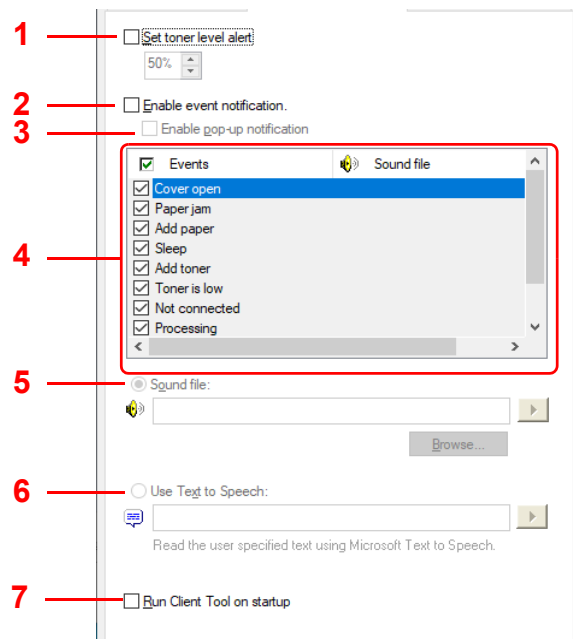 1 Set toner level alert
50%
2 Enable event notification.
3 Enable pop-up notification
Events Sound file
Cover open
Paper jam
Add paper
4 Sleep
Add toner
Toner is low
Not connected
Processing
5 Sound file:
Browse...
6 Use Text to Speech:
Read the user specified text using Microsoft Text to Speech.
7 Run Client Tool on startup